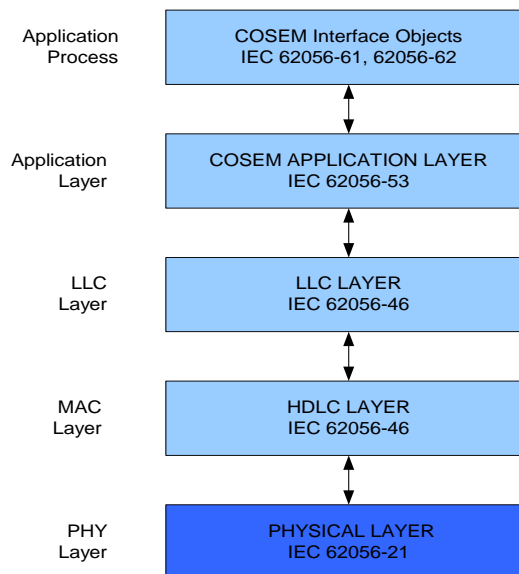 Application
Process
COSEM Interface Objects
IEC 62056-61, 62056-62
Application
Layer
COSEM APPLICATION LAYER
IEC 62056-53
LLC
Layer
LLC LAYER
IEC 62056-46
MAC
Layer
HDLC LAYER
IEC 62056-46
PHY
Layer
PHYSICAL LAYER
IEC 62056-21